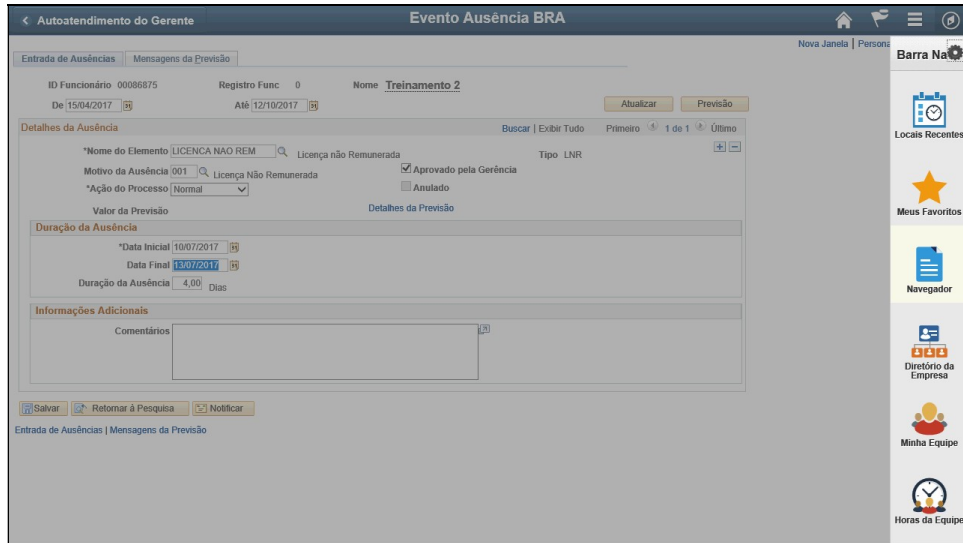 Autoatendimento do Gerente
Evento Ausência BRA
Nova Janela | Persona
Entrada de Ausências
Mensagens da Previsão
ID Funcionário 00086875 Registro Func 0 Nome Treinamento 2
De 15/04/2017 Até 12/10/2017 Atualizar Previsão
Detalhes da Ausência Buscar | Exibir Tudo Primeiro 1 de 1 Último
*Nome do Elemento LICENCA NAO REM Licença não Remunerada Tipo LNR
Motivo da Ausência 001 Licença Não Remunerada Aprovado pela Gerência
*Ação do Processo Normal Anulado
Valor da Previsão Detalhes da Previsão
Duração da Ausência
*Data Inicial 10/07/2017
Data Final 13/07/2017
Duração da Ausência 4,00 Dias
Informações Adicionais
Comentários
Salvar Retornar à Pesquisa Notificar
Entrada de Ausências | Mensagens da Previsão
Barra Na
Locais Recentes
Meus Favoritos
Navegador
Diretório da
Empresa
Minha Equipe
Horas da Equipe